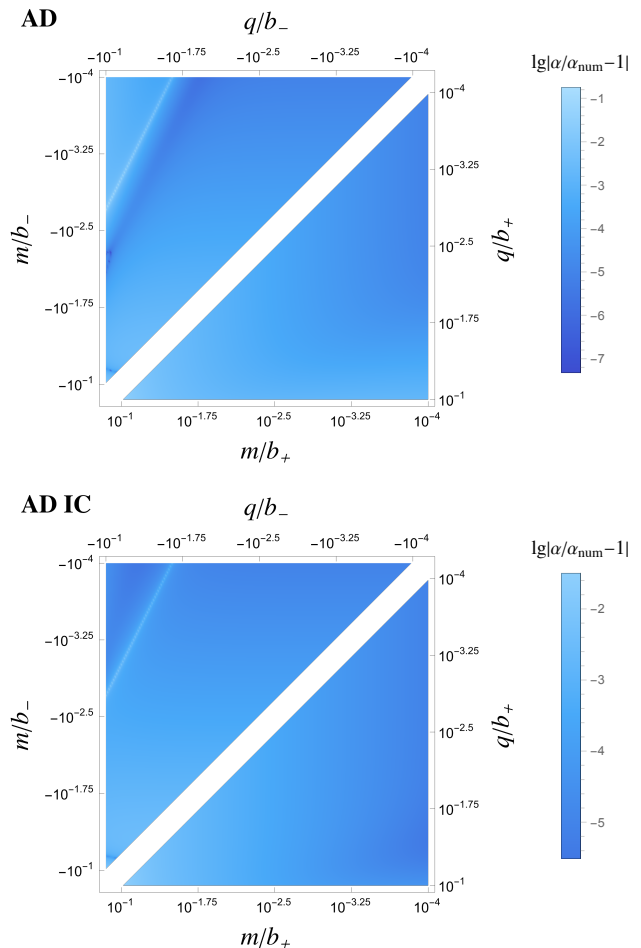 AD
q/b₋
−10⁻¹ −10⁻¹·⁷⁵ −10⁻²·⁵ −10⁻³·²⁵ −10⁻⁴
lg|α/αₙᵤₘ−1|
−10⁻⁴
−10⁻³·²⁵
−10⁻²·⁵
−10⁻¹·⁷⁵
−10⁻¹
m/b₋
10⁻⁴
10⁻³·²⁵
10⁻²·⁵
10⁻¹·⁷⁵
10⁻¹
q/b₊
-1
-2
-3
-4
-5
-6
-7
10⁻¹ 10⁻¹·⁷⁵ 10⁻²·⁵ 10⁻³·²⁵ 10⁻⁴
m/b₊
AD IC
q/b₋
−10⁻¹ −10⁻¹·⁷⁵ −10⁻²·⁵ −10⁻³·²⁵ −10⁻⁴
lg|α/αₙᵤₘ−1|
−10⁻⁴
−10⁻³·²⁵
−10⁻²·⁵
−10⁻¹·⁷⁵
−10⁻¹
m/b₋
10⁻⁴
10⁻³·²⁵
10⁻²·⁵
10⁻¹·⁷⁵
10⁻¹
q/b₊
-2
-3
-4
-5
10⁻¹ 10⁻¹·⁷⁵ 10⁻²·⁵ 10⁻³·²⁵ 10⁻⁴
m/b₊